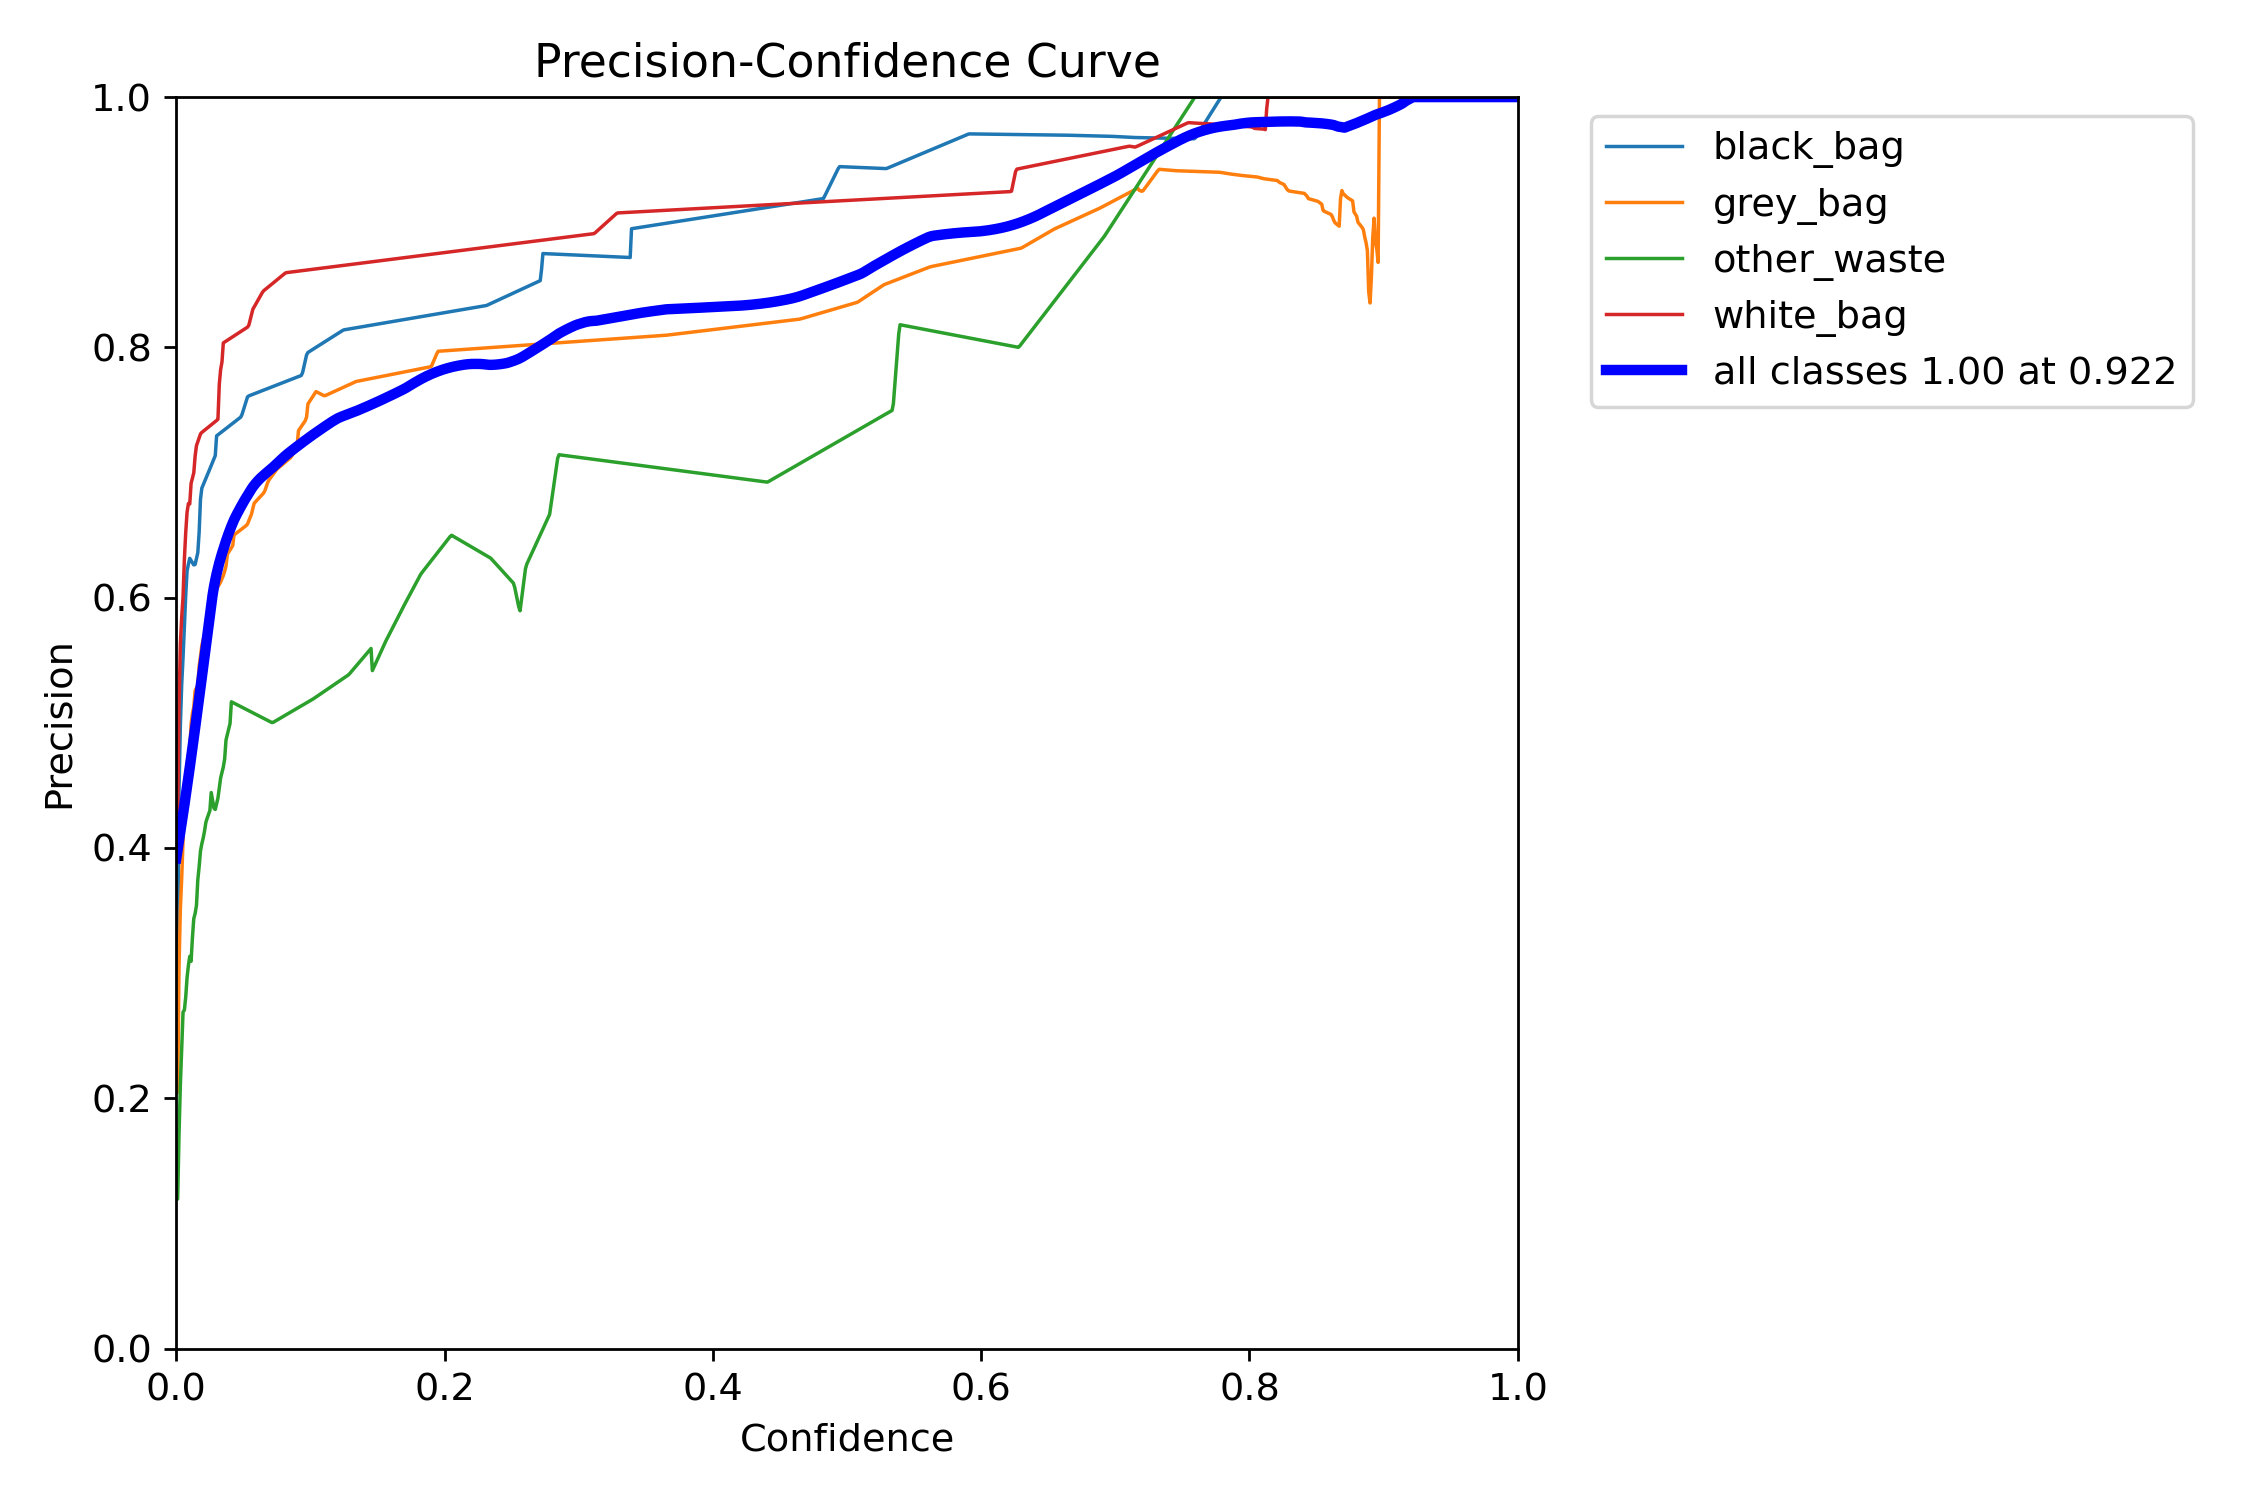 Precision-Confidence Curve
1.0
0.8
0.6
0.4
0.2
0.0
Precision
0.0 0.2 0.4 0.6 0.8 1.0
Confidence
black_bag
grey_bag
other_waste
white_bag
all classes 1.00 at 0.922